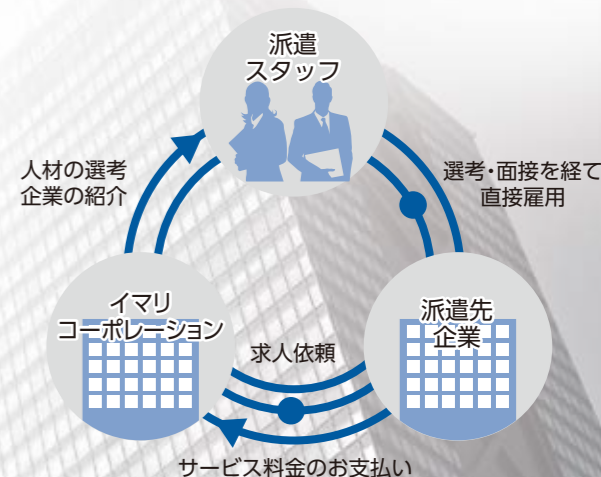 派遣
スタッフ
人材の選考
企業の紹介
選考・面接を経て
直接雇用
イマリ
コーポレーション
派遣先
企業
求人依頼
サービス料金のお支払い